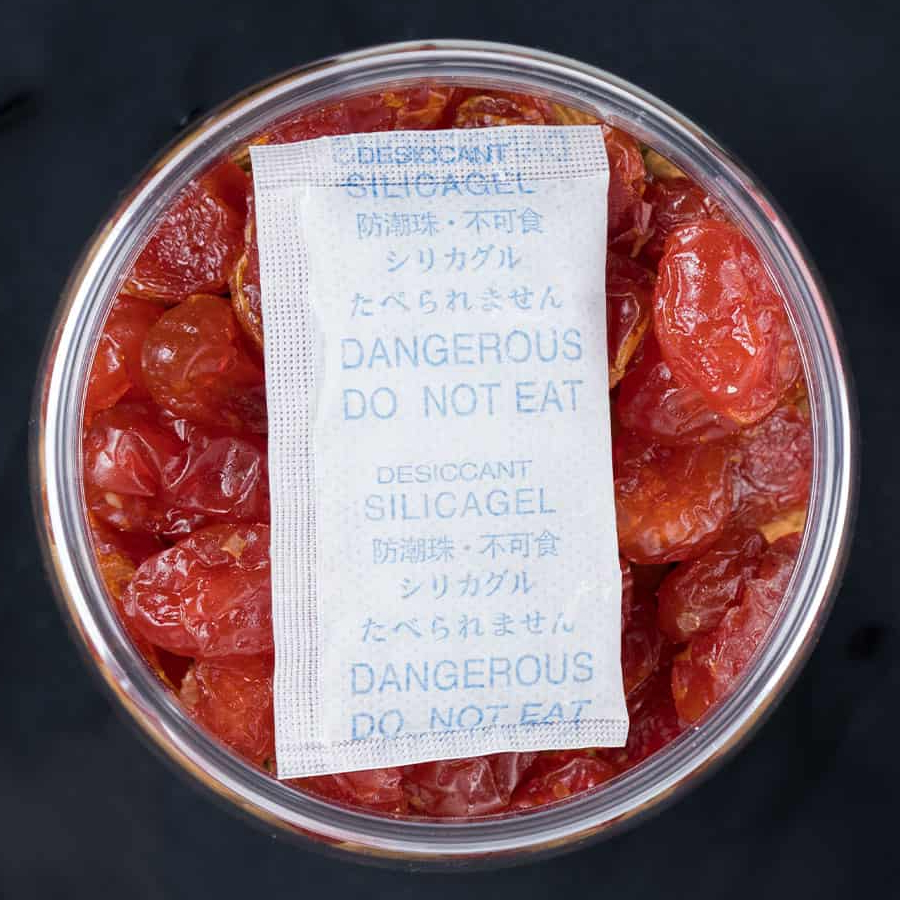 DESICCANT
SILICAGEL
防潮珠・不可食
シリカグル
たべられません
DANGEROUS
DO NOT EAT
DESICCANT
SILICAGEL
防潮珠・不可食
シリカグル
たべられません
DANGEROUS
DO NOT EAT